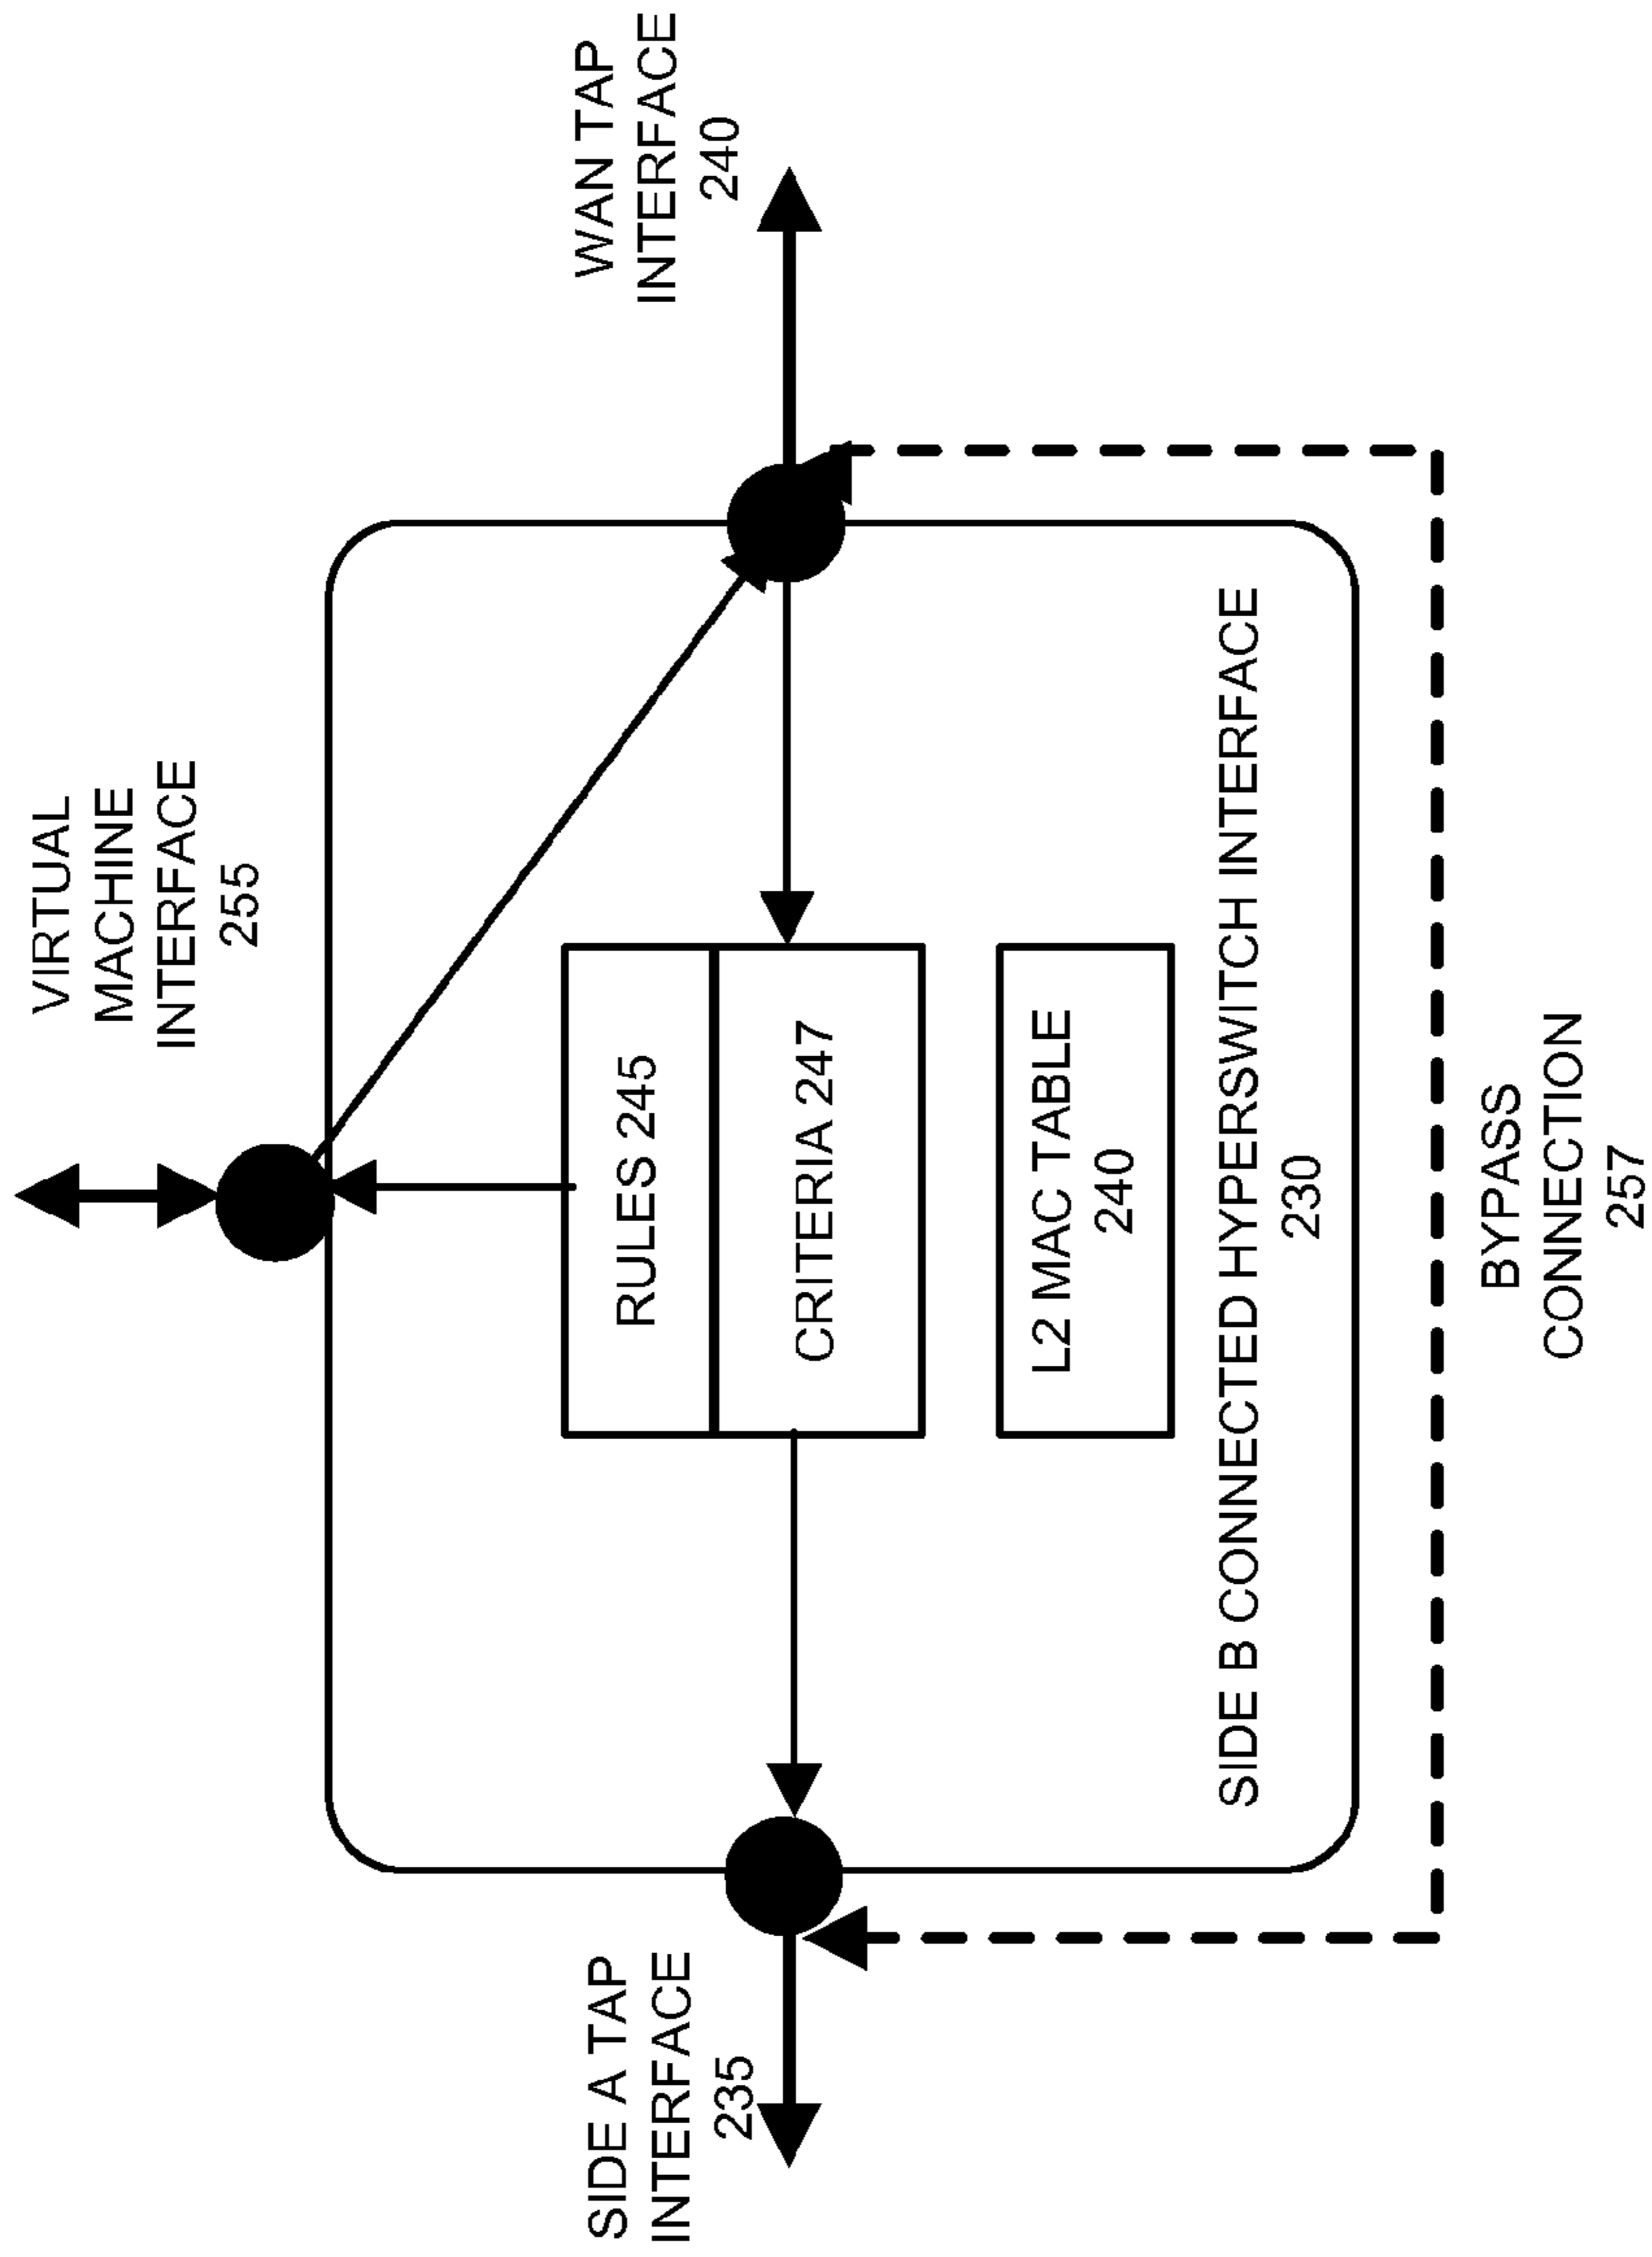 VIRTUAL
MACHINE
INTERFACE
255
SIDE A TAP
INTERFACE
235
WAN TAP
INTERFACE
240
RULES 245
CRITERIA 247
L2 MAC TABLE
240
SIDE B CONNECTED HYPERSWITCH INTERFACE
230
BYPASS
CONNECTION
257